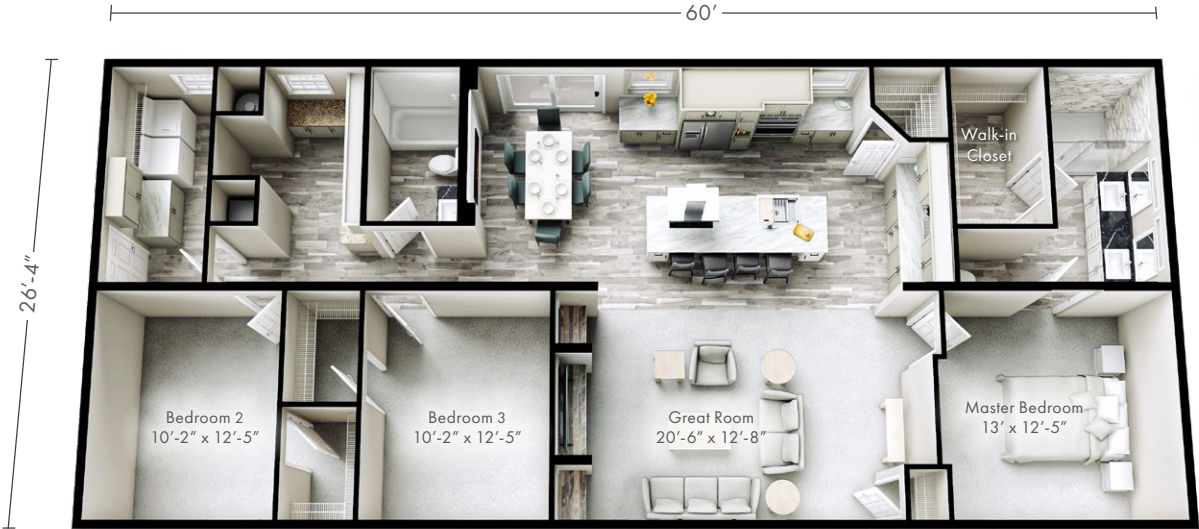 60’
26’-4”
Walk-in
Closet
Bedroom 2
10’-2” x 12’-5”
Bedroom 3
10’-2” x 12’-5”
Great Room
20’-6” x 12’-8”
Master Bedroom
13’ x 12’-5”